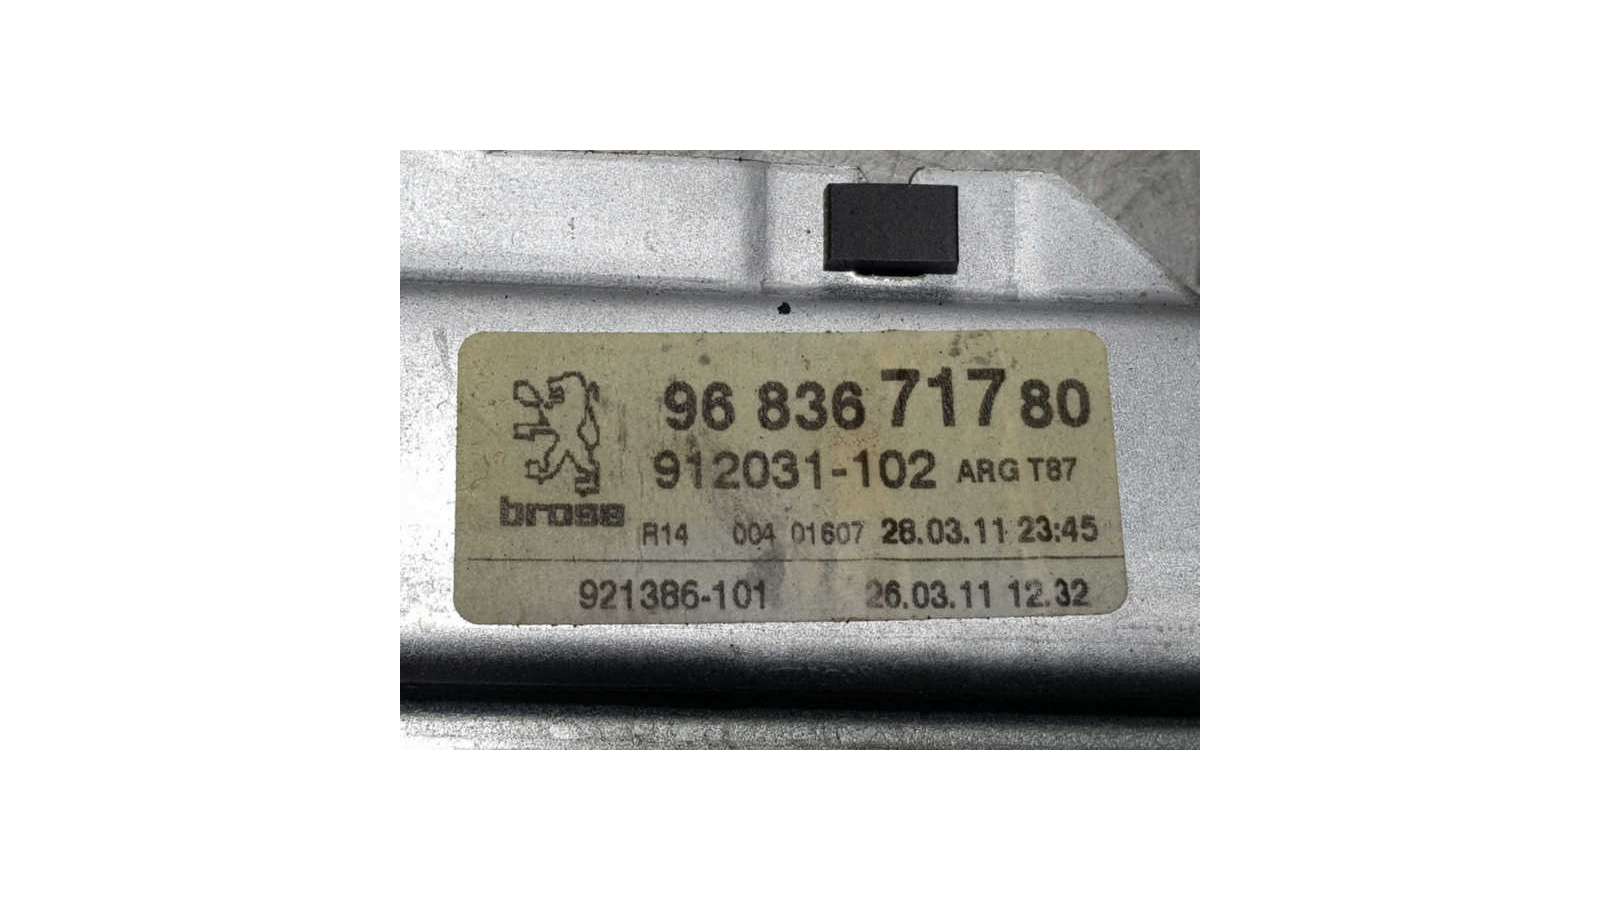 96 836 717 80
912031-102 ARG T87
brose
R14 004 01607 28.03.11 23:45
921386-101 26.03.11 12.32